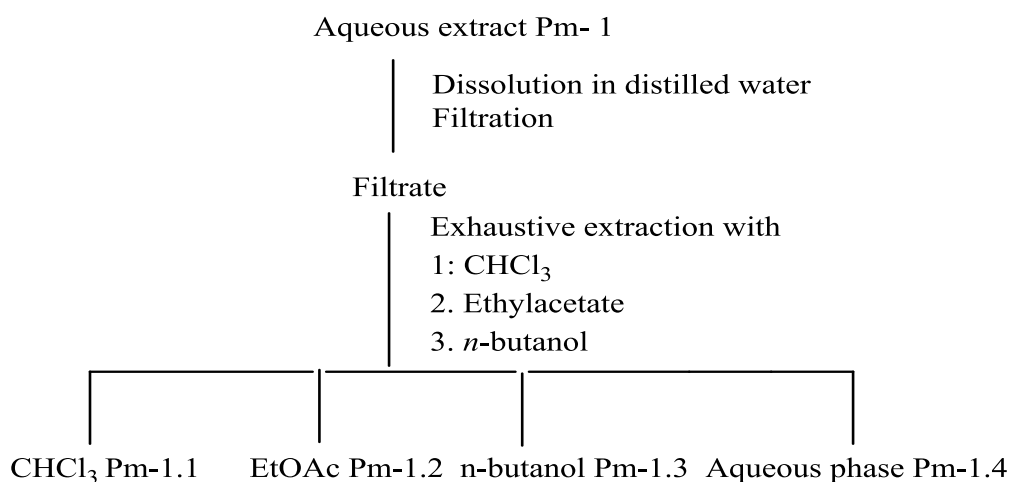 Aqueous extract Pm- 1
Dissolution in distilled water
Filtration
Filtrate
Exhaustive extraction with
1: CHCl₃
2. Ethylacetate
3. n-butanol
CHCl₃ Pm-1.1 EtOAc Pm-1.2 n-butanol Pm-1.3 Aqueous phase Pm-1.4